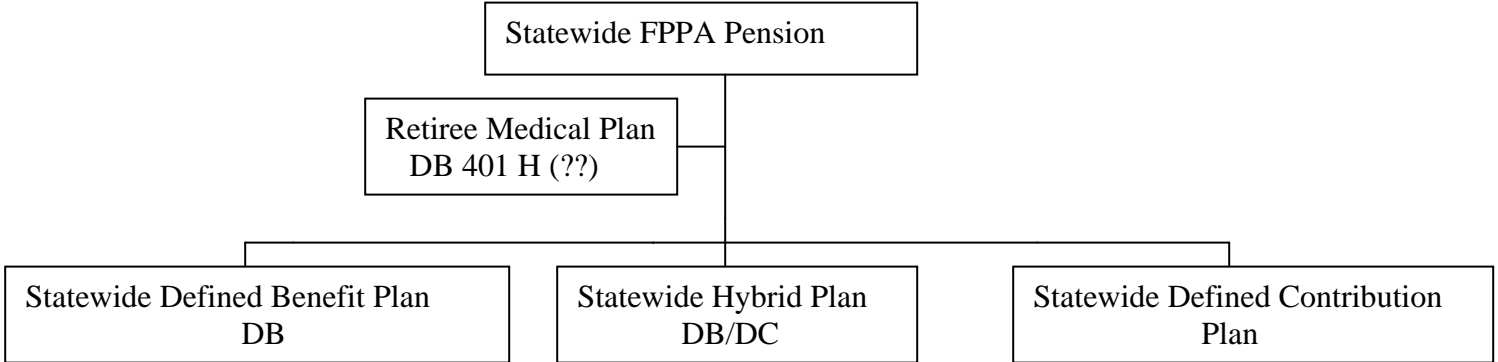 Statewide FPPA Pension
Retiree Medical Plan
DB 401 H (??)
Statewide Defined Benefit Plan
DB
Statewide Hybrid Plan
DB/DC
Statewide Defined Contribution
Plan